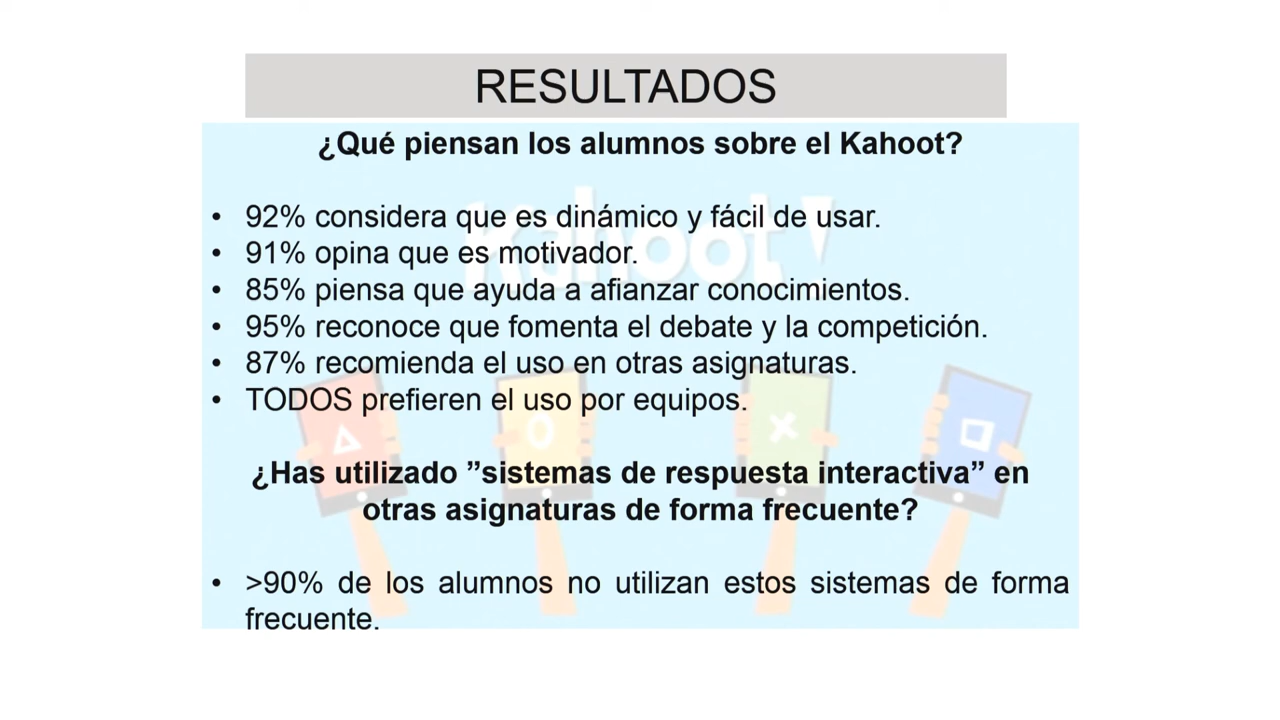 RESULTADOS
¿Qué piensan los alumnos sobre el Kahoot?
• 92% considera que es dinámico y fácil de usar.
• 91% opina que es motivador.
• 85% piensa que ayuda a afianzar conocimientos.
• 95% reconoce que fomenta el debate y la competición.
• 87% recomienda el uso en otras asignaturas.
• TODOS prefieren el uso por equipos.
¿Has utilizado ”sistemas de respuesta interactiva” en
otras asignaturas de forma frecuente?
• >90% de los alumnos no utilizan estos sistemas de forma
frecuente.
Kahoot!